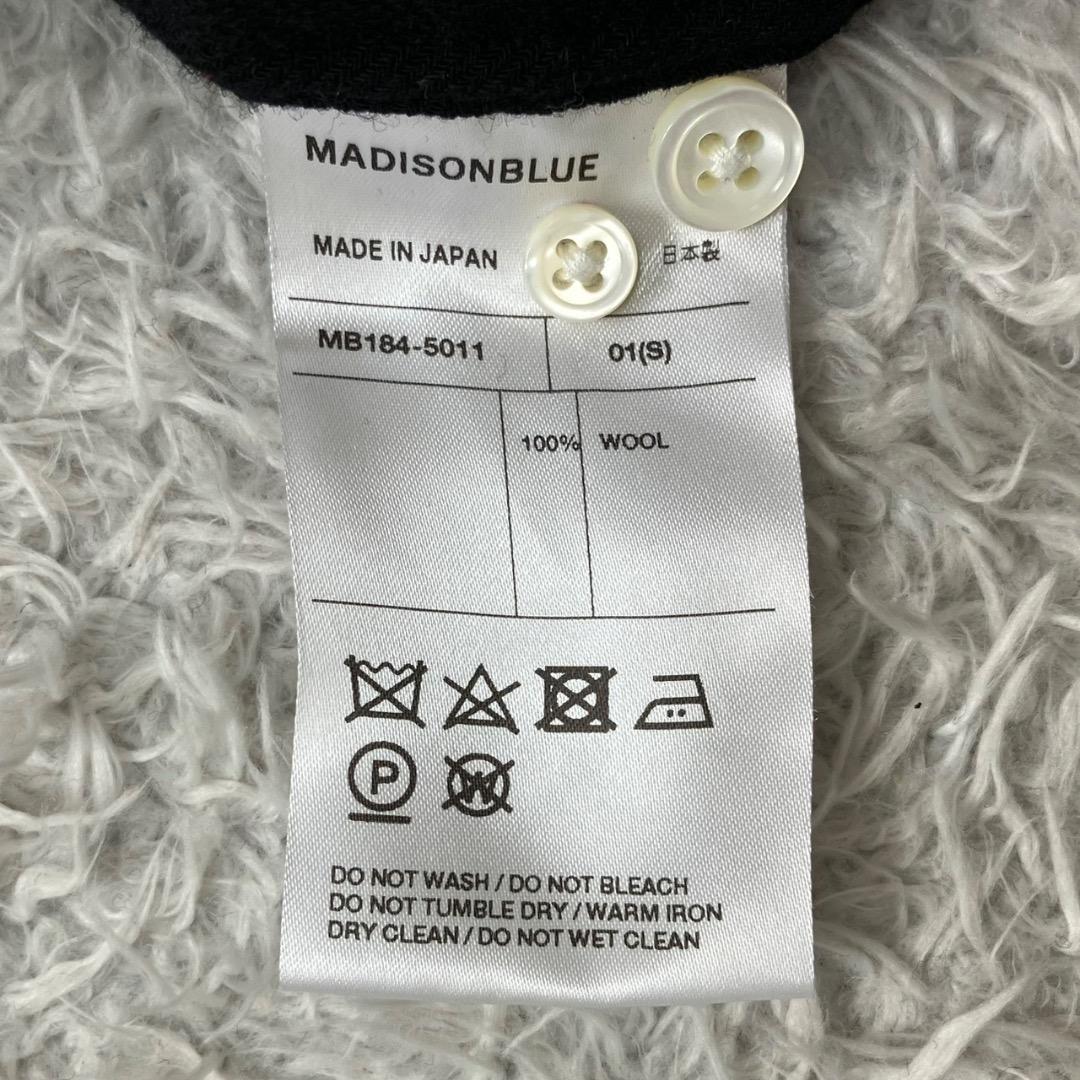 MADISONBLUE
MADE IN JAPAN 日本製
MB184-5011 01(S)
100% WOOL
P W
DO NOT WASH / DO NOT BLEACH
DO NOT TUMBLE DRY / WARM IRON
DRY CLEAN / DO NOT WET CLEAN